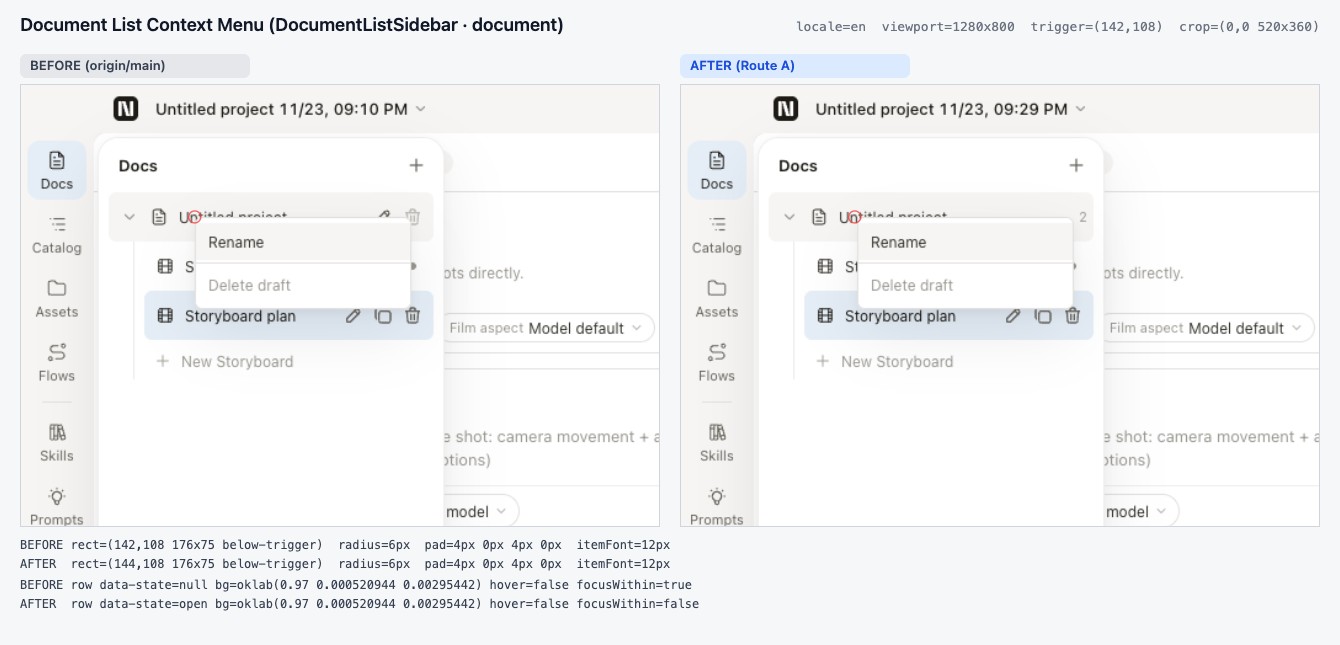 Document List Context Menu (DocumentListSidebar · document)
locale=en viewport=1280x800 trigger=(142,108) crop=(0,0 520x360)
BEFORE (origin/main)
AFTER (Route A)
Untitled project 11/23, 09:10 PM
Docs
Docs
Untitled project
Catalog
Rename
S
ots directly.
Delete draft
Assets
Storyboard plan
Film aspect Model default
New Storyboard
Flows
e shot: camera movement + a
otions)
Skills
model
Prompts
Untitled project 11/23, 09:29 PM
Docs
Docs
Untitled project
2
Catalog
Rename
St
ots directly.
Delete draft
Assets
Storyboard plan
Film aspect Model default
New Storyboard
Flows
e shot: camera movement + a
otions)
Skills
model
Prompts
BEFORE rect=(142,108 176x75 below-trigger) radius=6px pad=4px 0px 4px 0px itemFont=12px
AFTER rect=(144,108 176x75 below-trigger) radius=6px pad=4px 0px 4px 0px itemFont=12px
BEFORE row data-state=null bg=oklab(0.97 0.000520944 0.00295442) hover=false focusWithin=true
AFTER row data-state=open bg=oklab(0.97 0.000520944 0.00295442) hover=false focusWithin=false